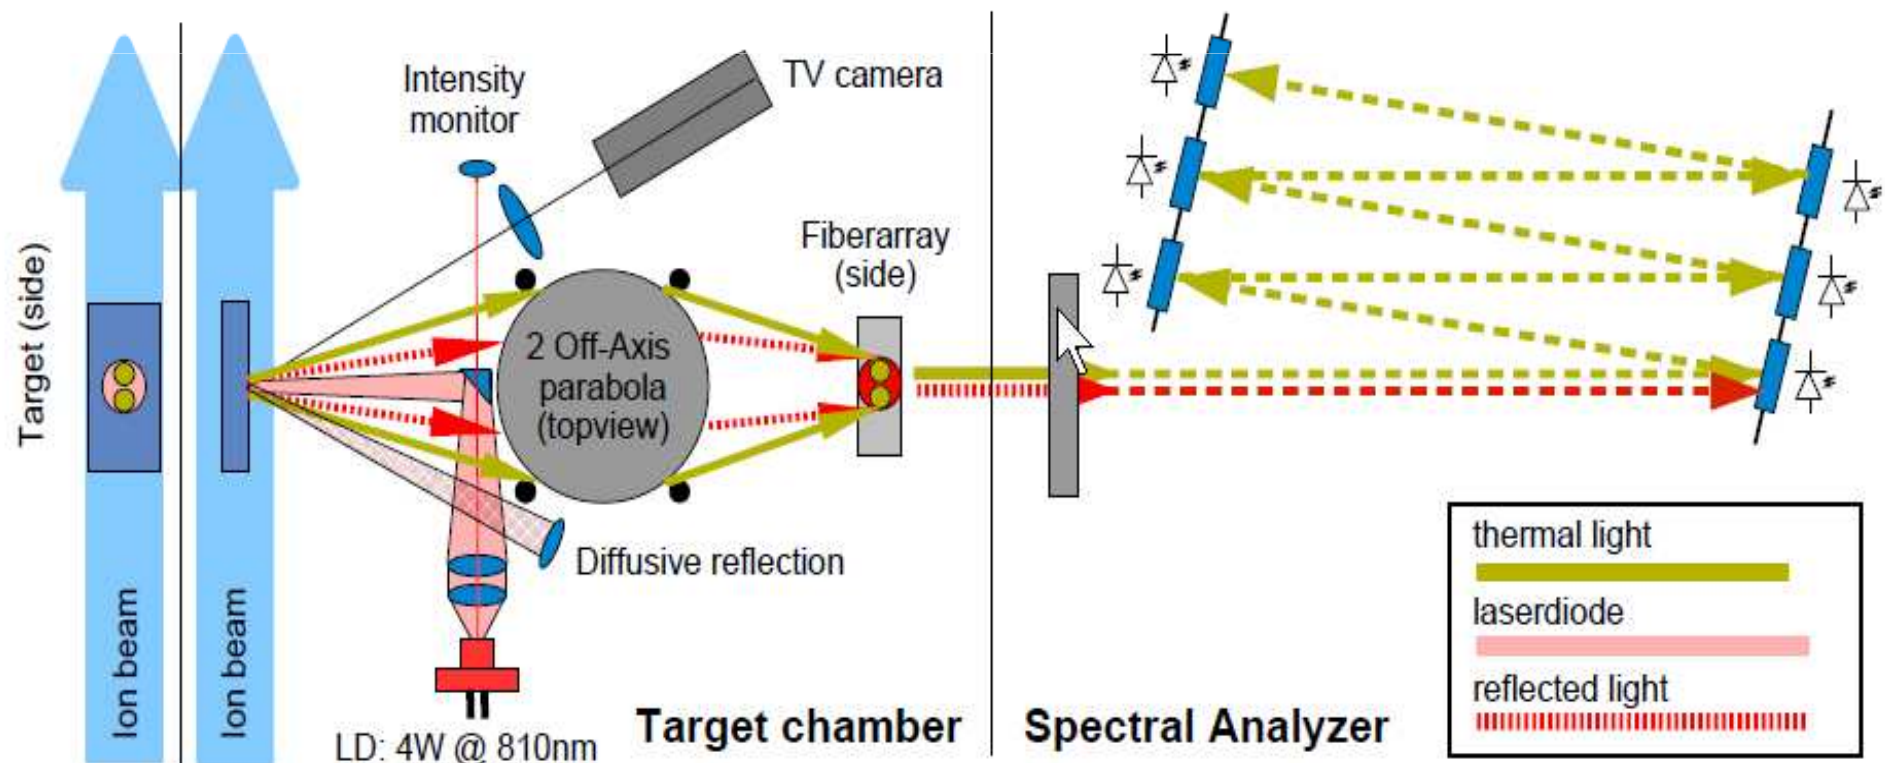 Target (side)
Ion beam
Ion beam
Intensity
monitor
TV camera
Fiberarray
(side)
2 Off-Axis
parabola
(topview)
Diffusive reflection
LD: 4W @ 810nm
Target chamber
Spectral Analyzer
thermal light
laserdiode
reflected light